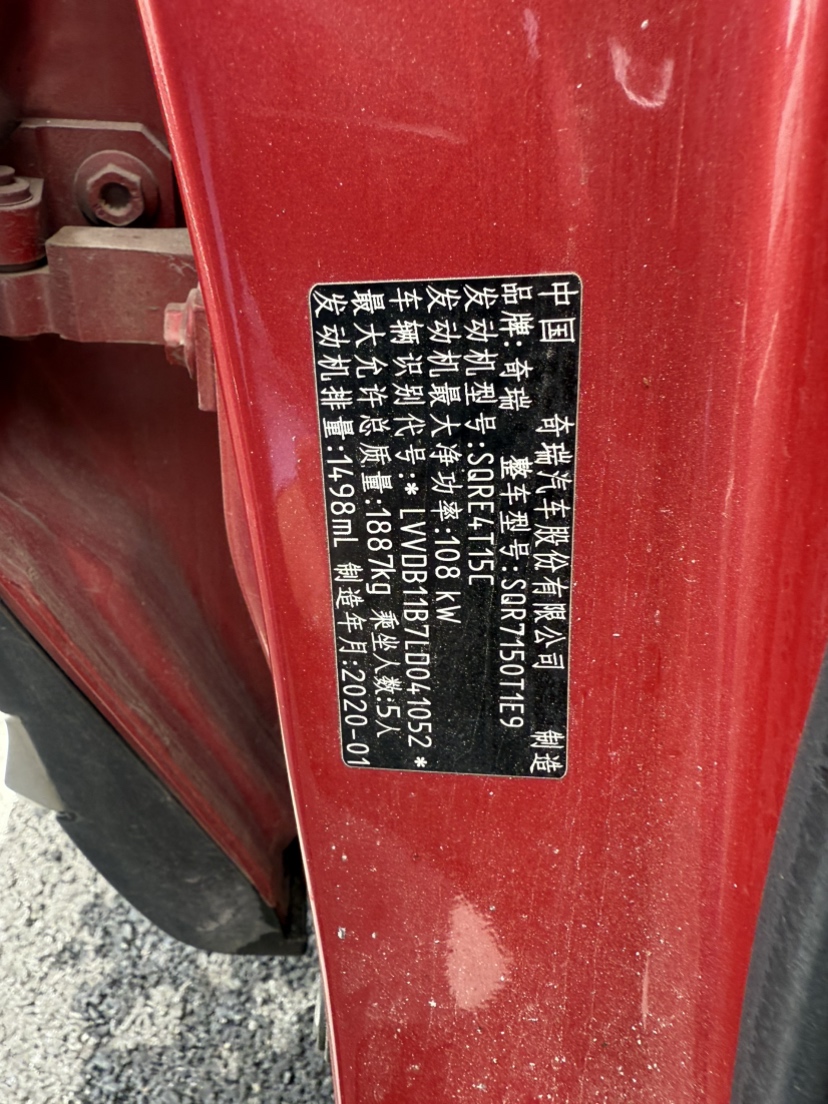 中国 奇瑞汽车股份有限公司 制造
品牌:奇瑞 整车型号:SQR7150T1E9
发动机型号:SQRE4T15C
发动机最大净功率:108 kW
车辆识别代号:*LVVDB11B7LD041052*
最大允许总质量:1887kg 乘坐人数:5人
发动机排量:1498mL 制造年月:2020-01